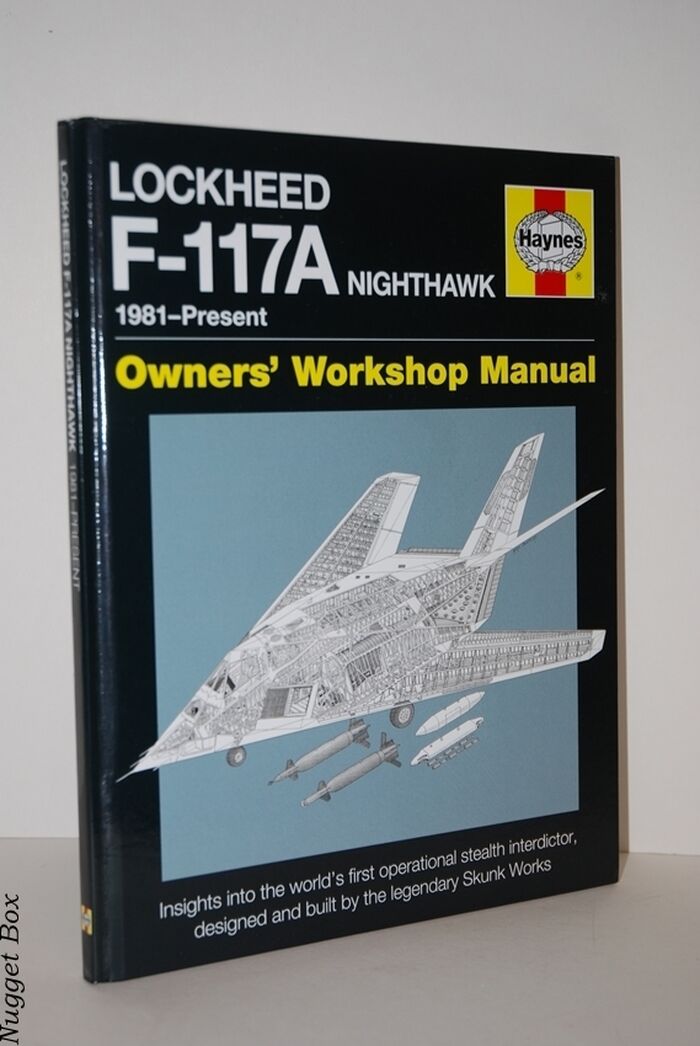 LOCKHEED
F-117A NIGHTHAWK
1981–Present
Haynes
®
Owners' Workshop Manual
Insights into the world's first operational stealth interdictor,
designed and built by the legendary Skunk Works
LOCKHEED F-117A NIGHTHAWK 1981–PRESENT
Nugget Box